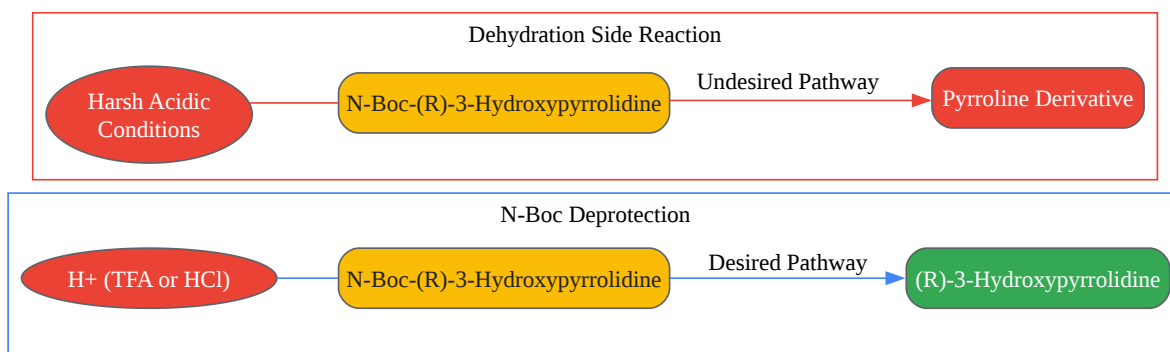 Dehydration Side Reaction
Harsh Acidic
Conditions
N-Boc-(R)-3-Hydroxypyrrolidine
Undesired Pathway
Pyrroline Derivative
N-Boc Deprotection
H+ (TFA or HCl)
N-Boc-(R)-3-Hydroxypyrrolidine
Desired Pathway
(R)-3-Hydroxypyrrolidine